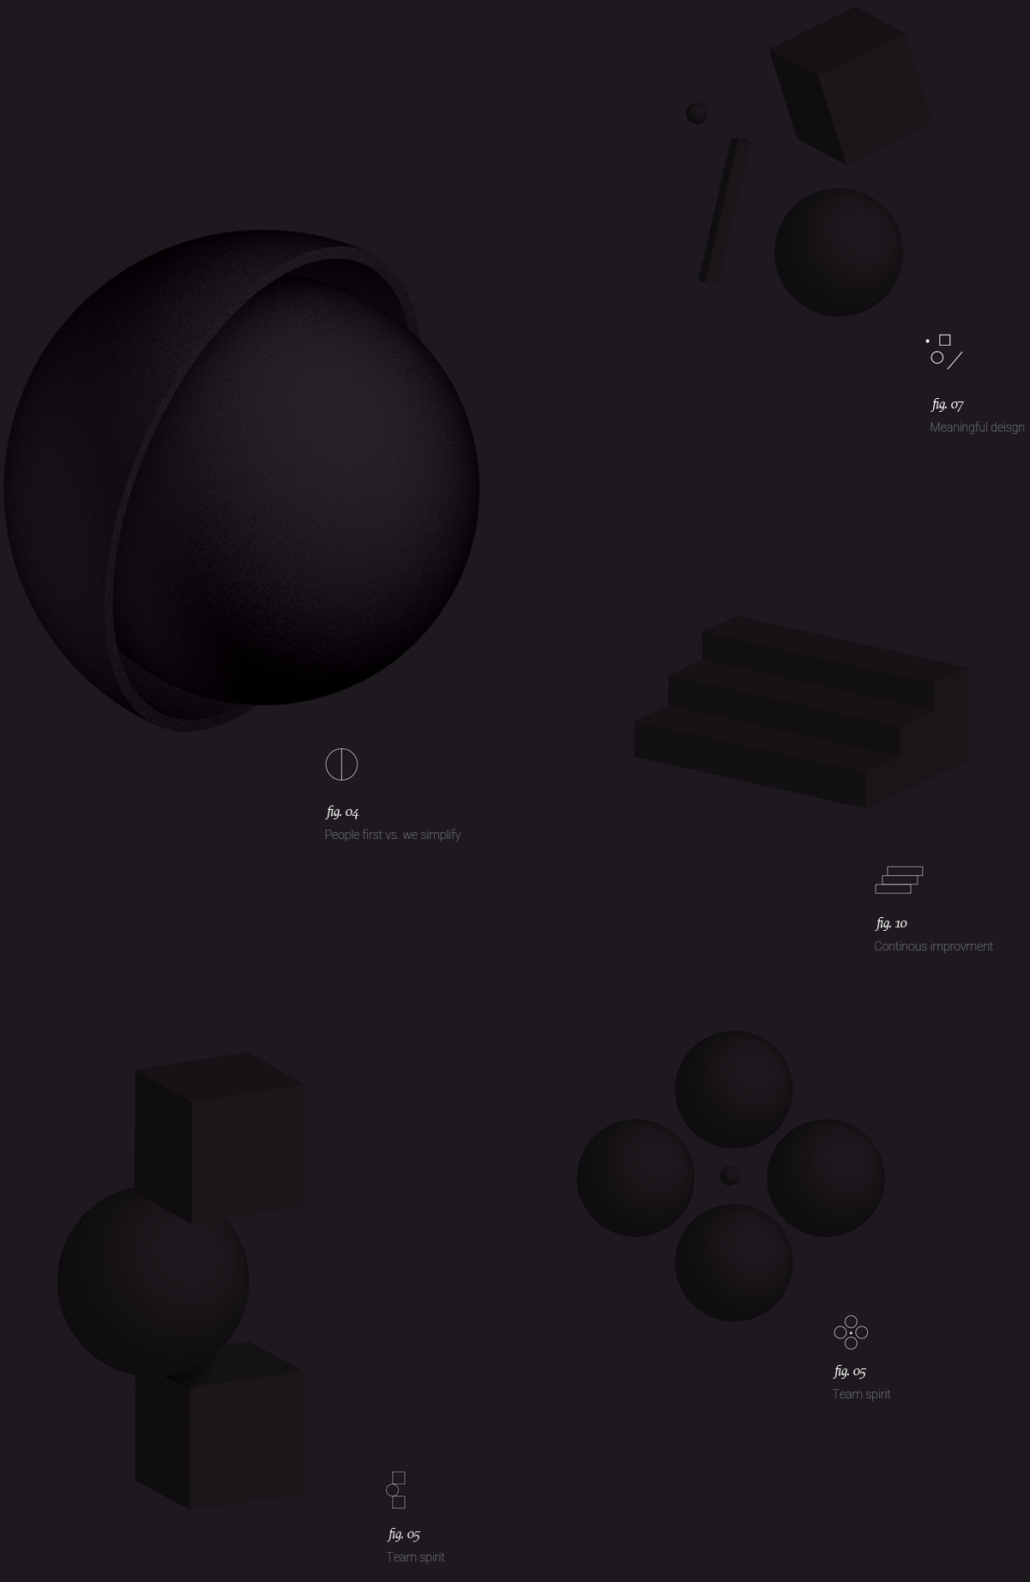 fig. 07
Meaningful deisgn
fig. 04
People first vs. we simplify
fig. 10
Continous improvment
fig. 05
Team spirit
fig. 05
Team spirit